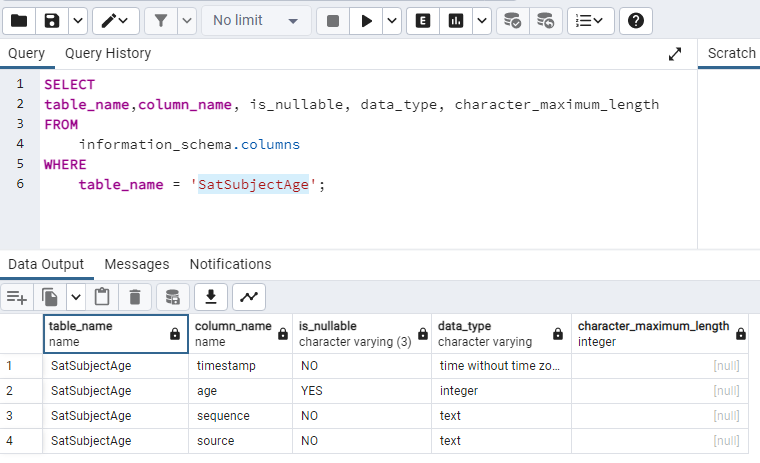 No limit
E
Query Query History Scratch
1 SELECT
2 table_name,column_name, is_nullable, data_type, character_maximum_length
3 FROM
4 information_schema.columns
5 WHERE
6 table_name = 'SatSubjectAge';
Data Output Messages Notifications
table_name column_name is_nullable data_type character_maximum_length
name name character varying (3) character varying integer
1 SatSubjectAge timestamp NO time without time zo... [null]
2 SatSubjectAge age YES integer [null]
3 SatSubjectAge sequence NO text [null]
4 SatSubjectAge source NO text [null]